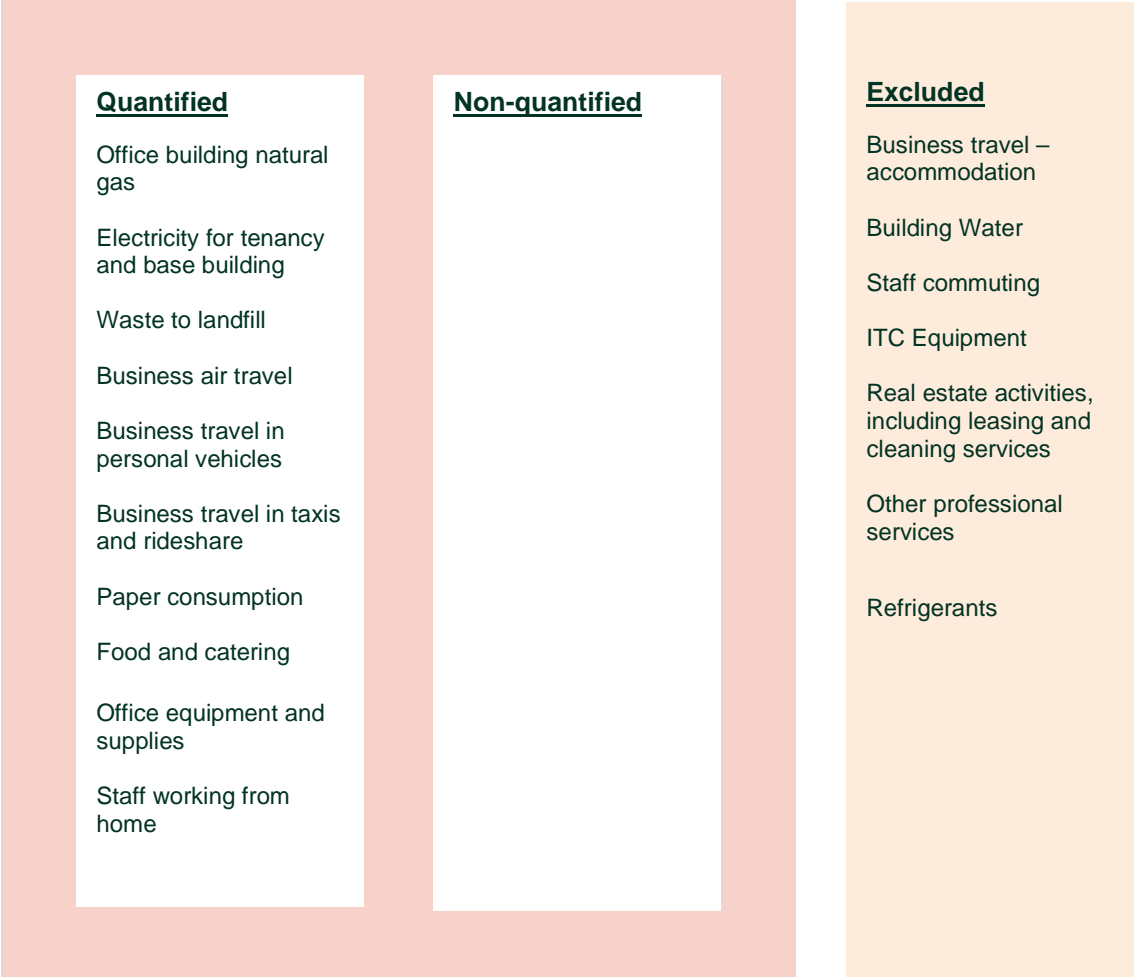 Quantified
Office building natural
gas
Electricity for tenancy
and base building
Waste to landfill
Business air travel
Business travel in
personal vehicles
Business travel in taxis
and rideshare
Paper consumption
Food and catering
Office equipment and
supplies
Staff working from
home
Non-quantified
Excluded
Business travel –
accommodation
Building Water
Staff commuting
ITC Equipment
Real estate activities,
including leasing and
cleaning services
Other professional
services
Refrigerants